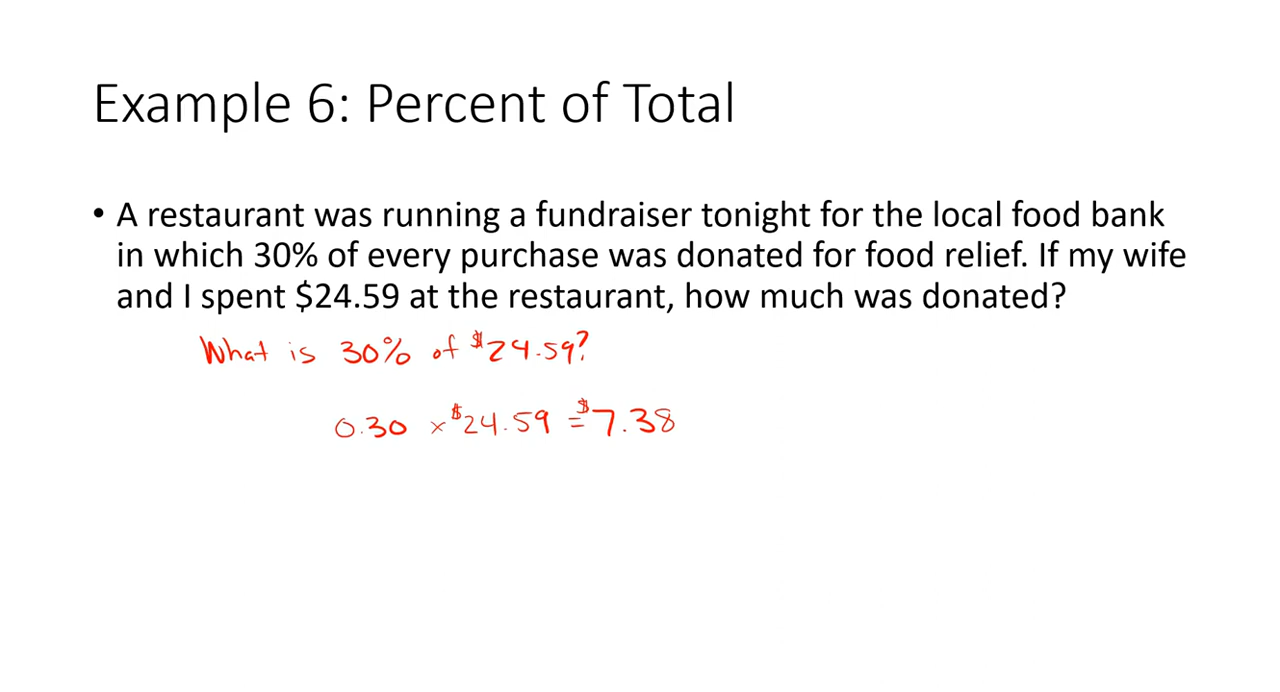 Example 6: Percent of Total
• A restaurant was running a fundraiser tonight for the local food bank
in which 30% of every purchase was donated for food relief. If my wife
and I spent $24.59 at the restaurant, how much was donated?
What is 30% of $24.59?
0.30 × $24.59 = $7.38